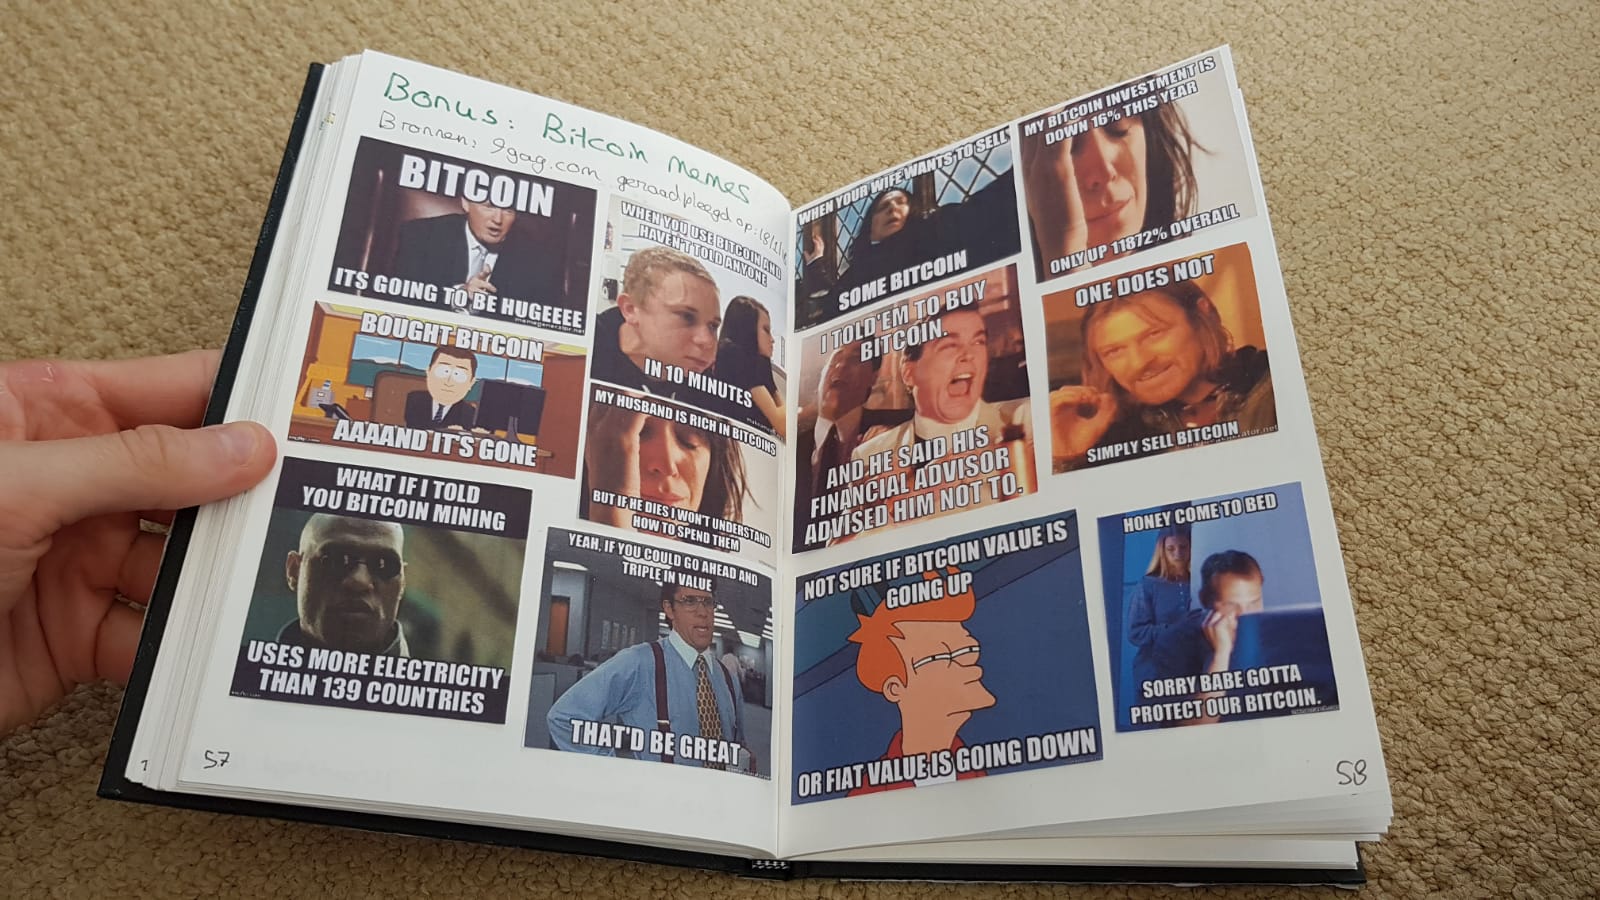 Bonus: Bitcoin Memes
Bronnen: 9gag.com geraadpleegd op: 18/1/
BITCOIN
ITS GOING TO BE HUGEEEE
memegenerator.net
WHEN YOU USE BITCOIN AND
HAVEN'T TOLD ANYONE
IN 10 MINUTES
BOUGHT BITCOIN
AAAAND IT'S GONE
MY HUSBAND IS RICH IN BITCOINS
BUT IF HE DIES I WON'T UNDERSTAND
HOW TO SPEND THEM
WHAT IF I TOLD
YOU BITCOIN MINING
USES MORE ELECTRICITY
THAN 139 COUNTRIES
YEAH, IF YOU COULD GO AHEAD AND
TRIPLE IN VALUE
THAT'D BE GREAT
57
WHEN YOUR WIFE WANTS TO SELL
SOME BITCOIN
MY BITCOIN INVESTMENT IS
DOWN 16% THIS YEAR
ONLY UP 11872% OVERALL
I TOLD'EM TO BUY
BITCOIN.
AND HE SAID HIS
FINANCIAL ADVISOR
ADVISED HIM NOT TO.
ONE DOES NOT
SIMPLY SELL BITCOIN
NOT SURE IF BITCOIN VALUE IS
GOING UP
OR FIAT VALUE IS GOING DOWN
HONEY COME TO BED
SORRY BABE GOTTA
PROTECT OUR BITCOIN.
58